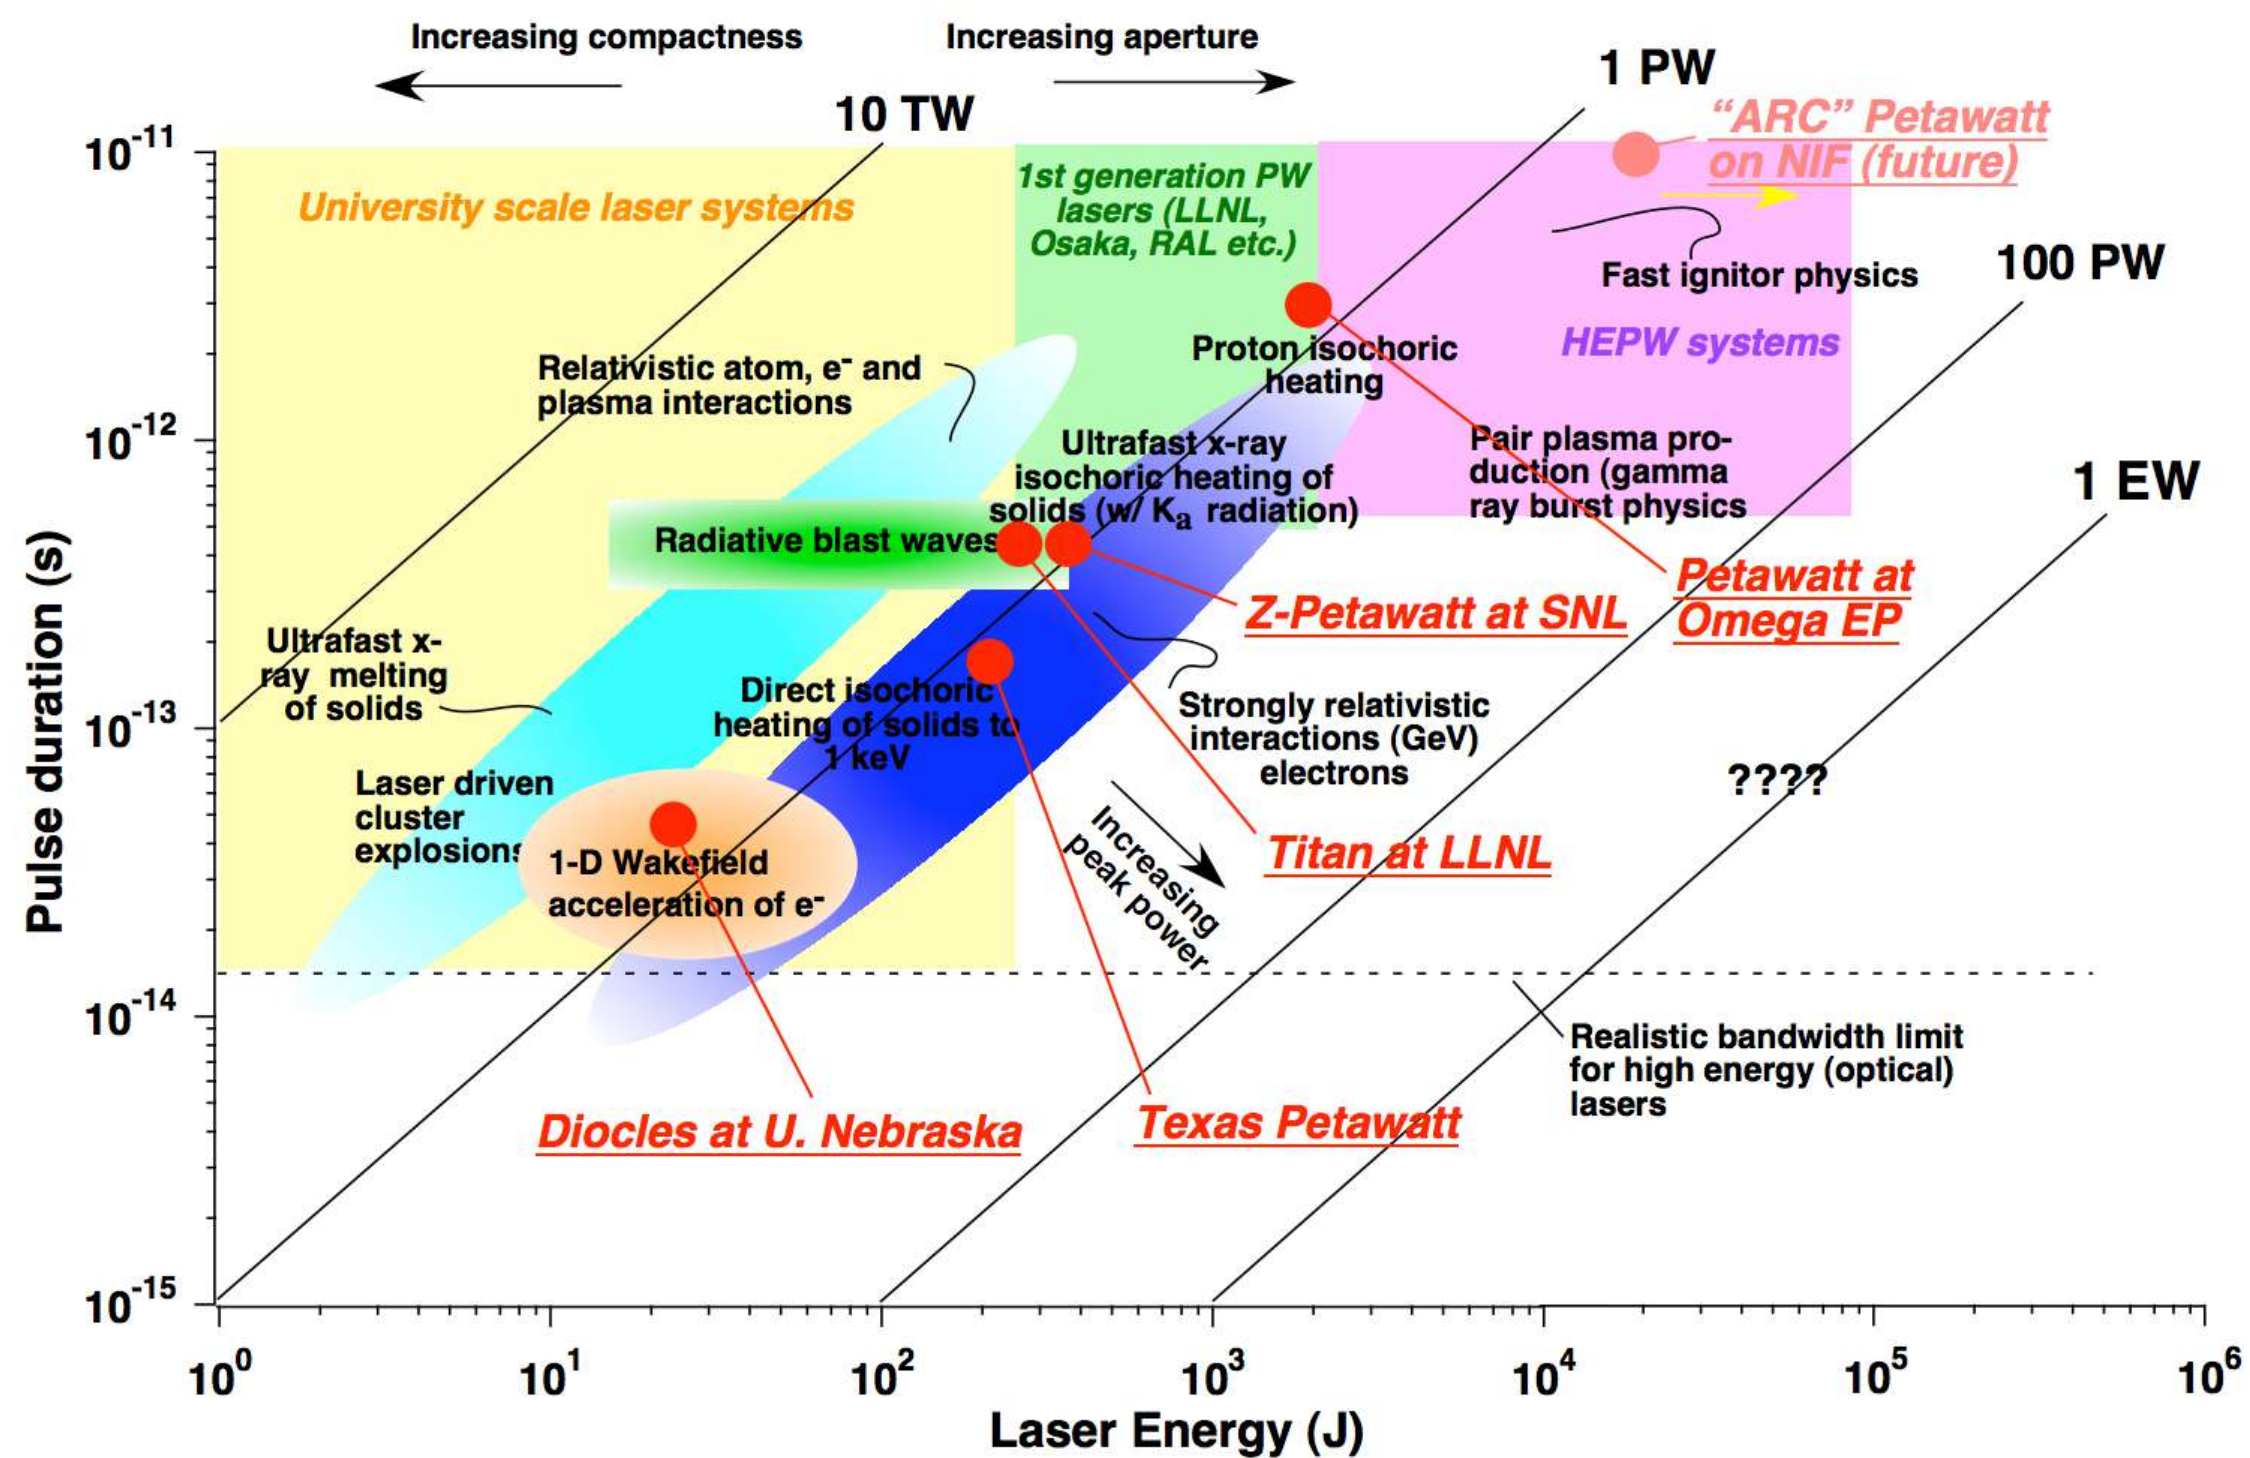 Increasing compactness
Increasing aperture
1 PW
10 TW
“ARC” Petawatt
on NIF (future)
10-11
University scale laser systems
1st generation PW
lasers (LLNL,
Osaka, RAL etc.)
Fast ignitor physics
100 PW
HEPW systems
Relativistic atom, e- and
plasma interactions
Proton isochoric
heating
10-12
Ultrafast x-ray
isochoric heating of
solids (w/ Ka radiation)
Pair plasma pro-
duction (gamma
ray burst physics
1 EW
Radiative blast waves
Pulse duration (s)
Z-Petawatt at SNL
Petawatt at
Omega EP
Ultrafast x-
ray melting
of solids
Direct isochoric
heating of solids to
1 keV
Strongly relativistic
interactions (GeV)
electrons
10-13
????
Laser driven
cluster
explosions
1-D Wakefield
acceleration of e-
Increasing
peak power
Titan at LLNL
10-14
Realistic bandwidth limit
for high energy (optical)
lasers
Diocles at U. Nebraska
Texas Petawatt
10-15
100
101
102
103
104
105
106
Laser Energy (J)